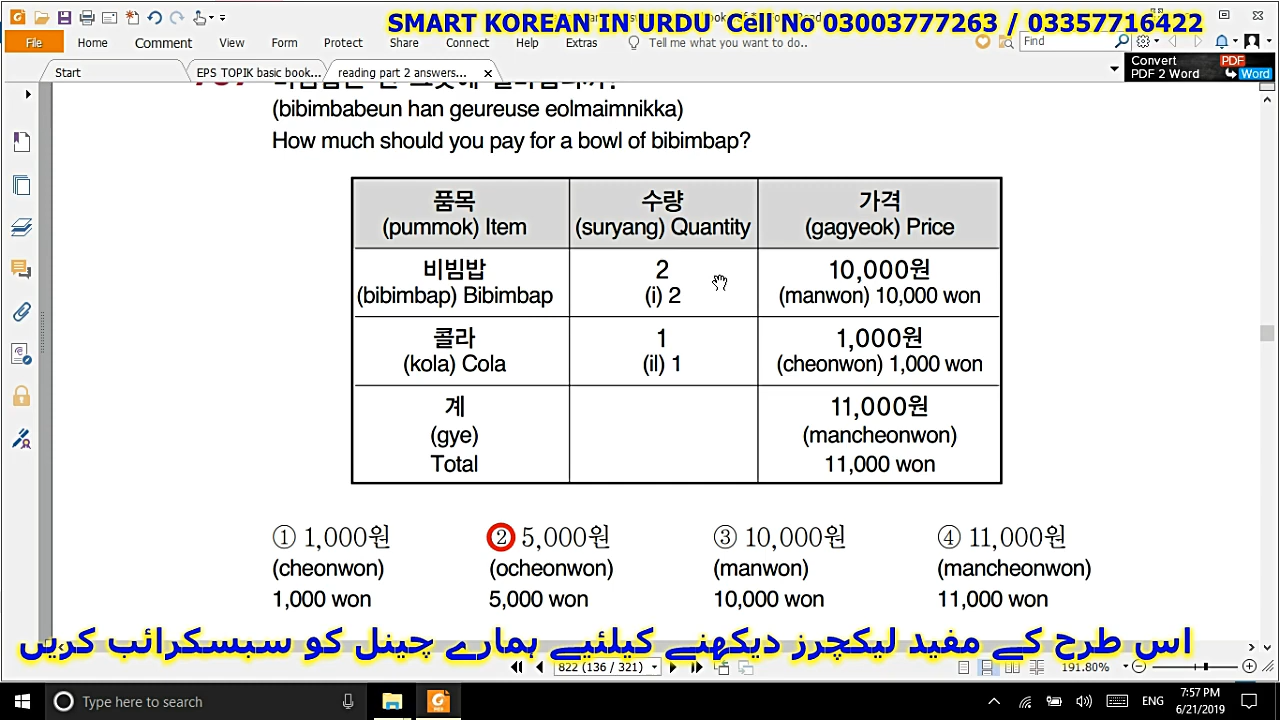 SMART KOREAN IN URDU Cell No 03003777263 / 03357716422
File Home Comment View Form Protect Share Connect Help Extras Tell me what you want to do.. Find
Start EPS TOPIK basic book... reading part 2 answers... Convert PDF 2 Word PDF Word
(bibimbabeun han geureuse eolmaimnikka)
How much should you pay for a bowl of bibimbap?
품목 수량 가격
(pummok) Item (suryang) Quantity (gagyeok) Price
비빔밥 2 10,000원
(bibimbap) Bibimbap (i) 2 (manwon) 10,000 won
콜라 1 1,000원
(kola) Cola (il) 1 (cheonwon) 1,000 won
계 11,000원
(gye) (mancheonwon)
Total 11,000 won
① 1,000원 ② 5,000원 ③ 10,000원 ④ 11,000원
(cheonwon) (ocheonwon) (manwon) (mancheonwon)
1,000 won 5,000 won 10,000 won 11,000 won
اس طرح کے مفید لیکچرز دیکھنے کیلئیے ہمارے چینل کو سبسکرائب کریں
822 (136 / 321) 191.80%
Type here to search ENG 7:57 PM
6/21/2019